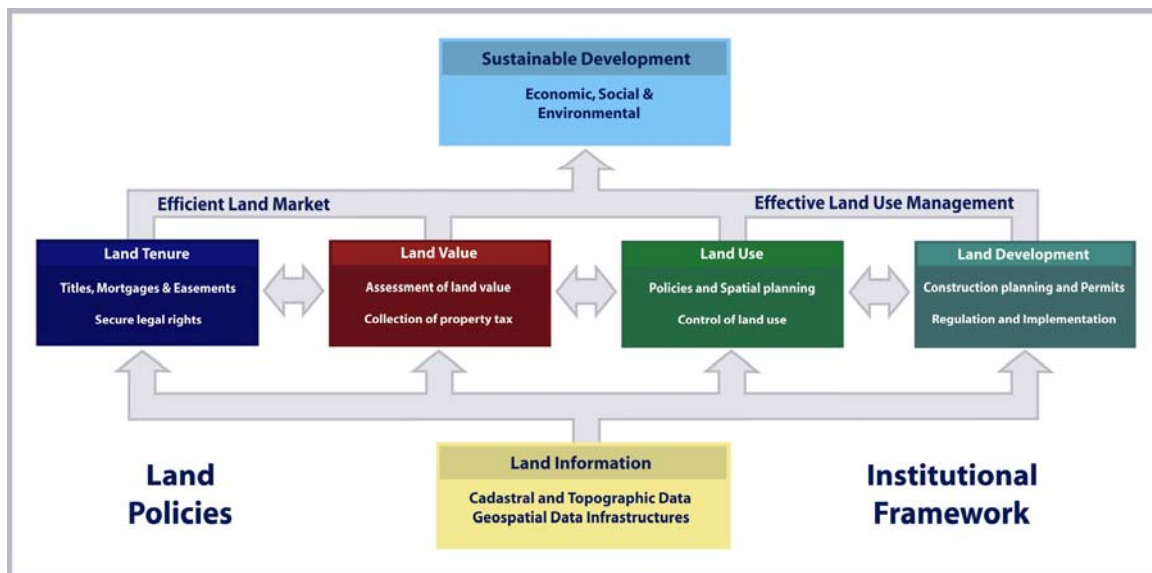 Sustainable Development
Economic, Social &
Environmental
Efficient Land Market
Effective Land Use Management
Land Tenure
Titles, Mortgages & Easements
Secure legal rights
Land Value
Assessment of land value
Collection of property tax
Land Use
Policies and Spatial planning
Control of land use
Land Development
Construction planning and Permits
Regulation and Implementation
Land
Policies
Land Information
Cadastral and Topographic Data
Geospatial Data Infrastructures
Institutional
Framework